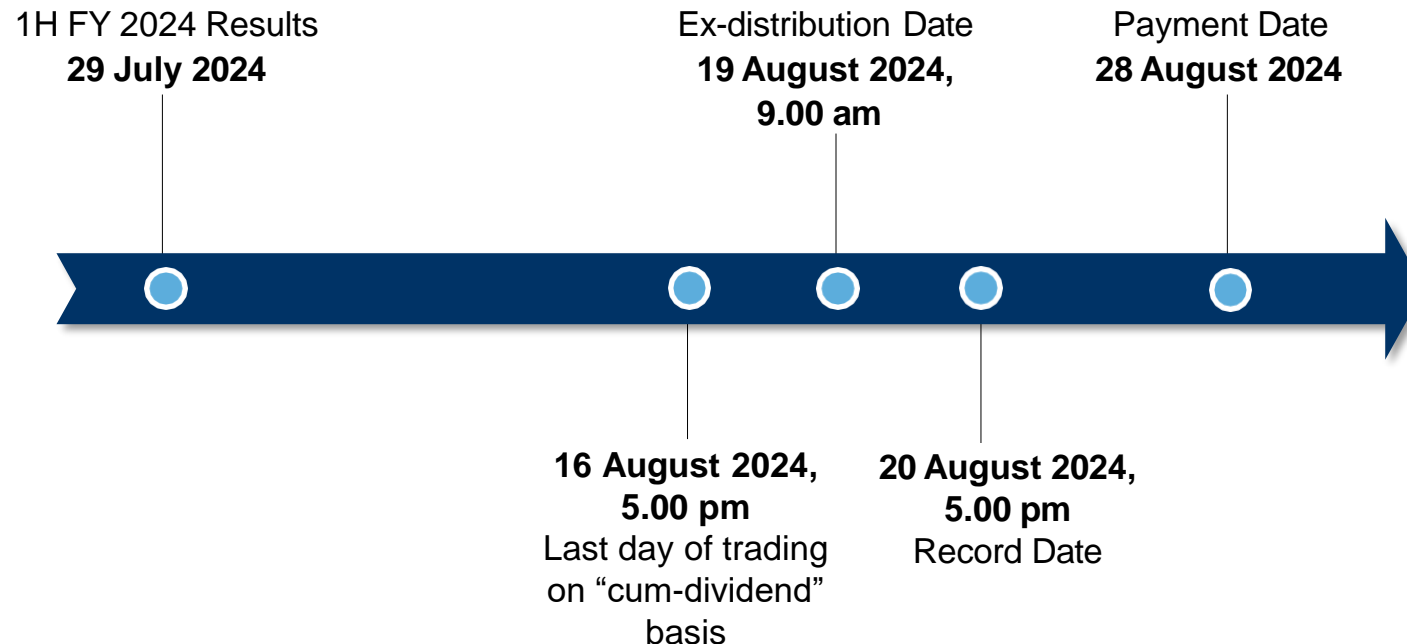 1H FY 2024 Results
29 July 2024
Ex-distribution Date
19 August 2024,
9.00 am
Payment Date
28 August 2024
16 August 2024,
5.00 pm
Last day of trading
on “cum-dividend”
basis
20 August 2024,
5.00 pm
Record Date